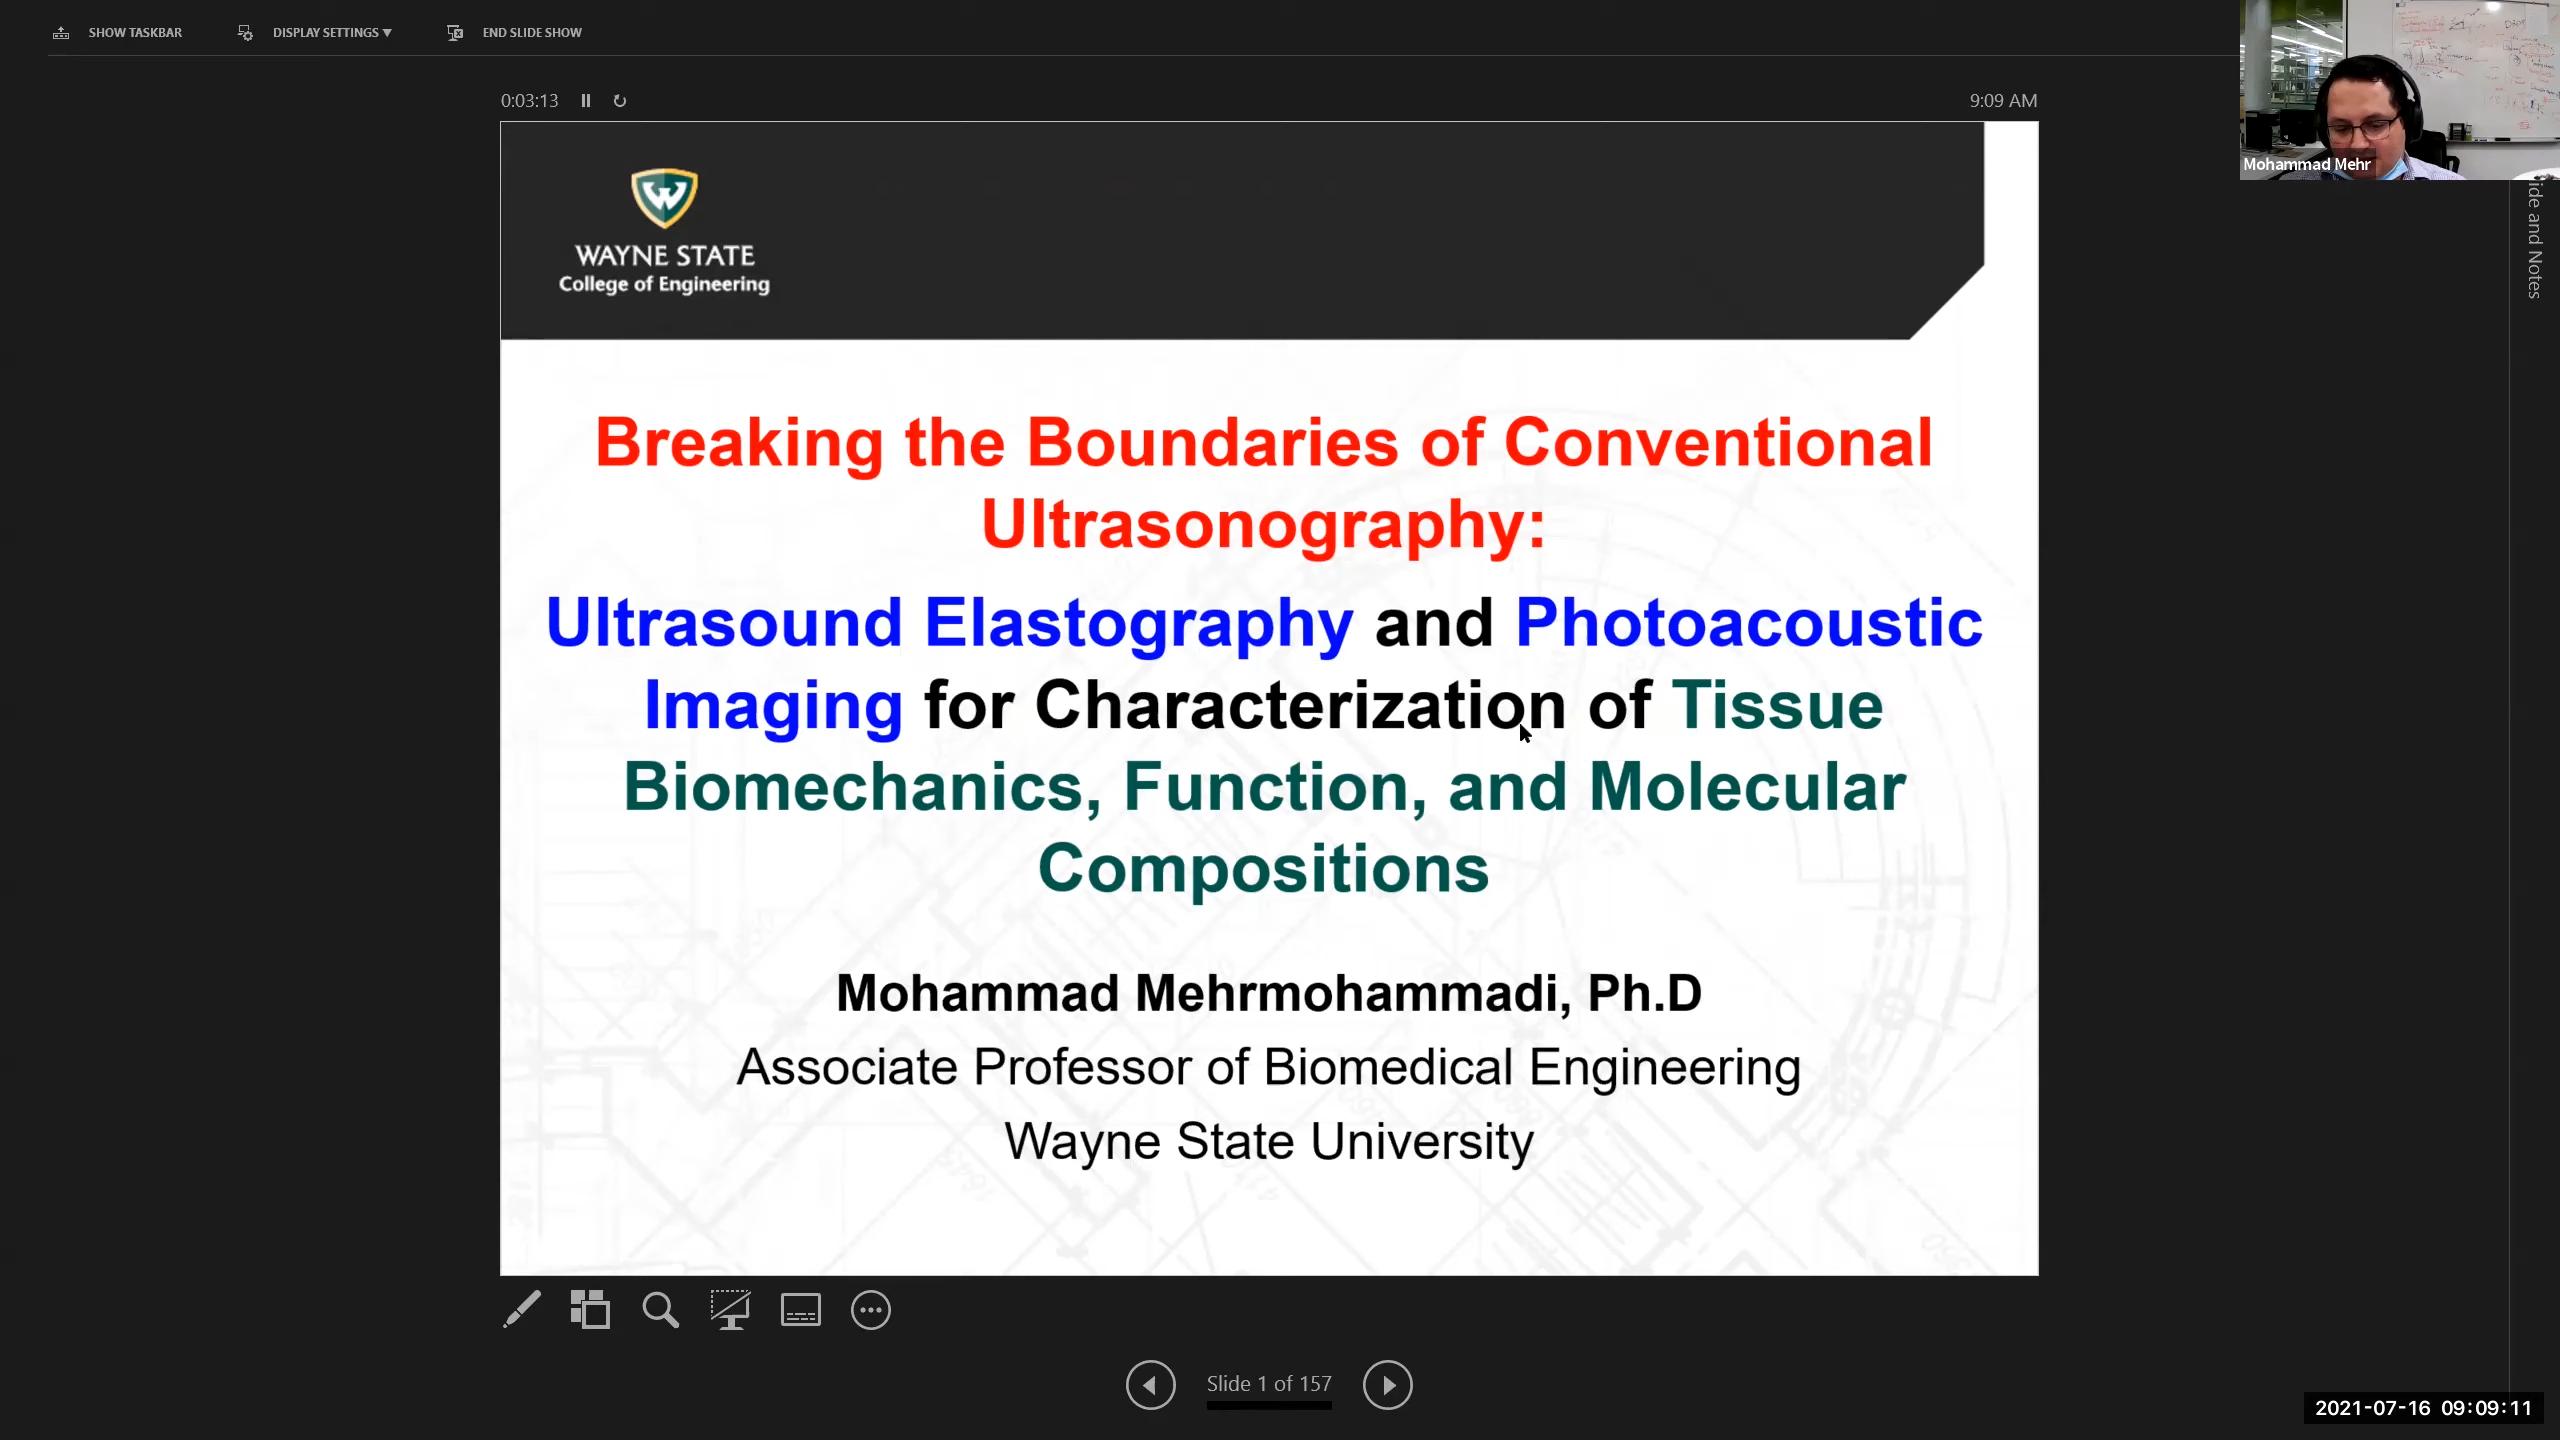 SHOW TASKBAR
DISPLAY SETTINGS ▼
END SLIDE SHOW
0:03:13
9:09 AM
Mohammad Mehr
ide and Notes
WAYNE STATE
College of Engineering
Breaking the Boundaries of Conventional
Ultrasonography:
Ultrasound Elastography and Photoacoustic
Imaging for Characterization of Tissue
Biomechanics, Function, and Molecular
Compositions
Mohammad Mehrmohammadi, Ph.D
Associate Professor of Biomedical Engineering
Wayne State University
Slide 1 of 157
2021-07-16 09:09:11